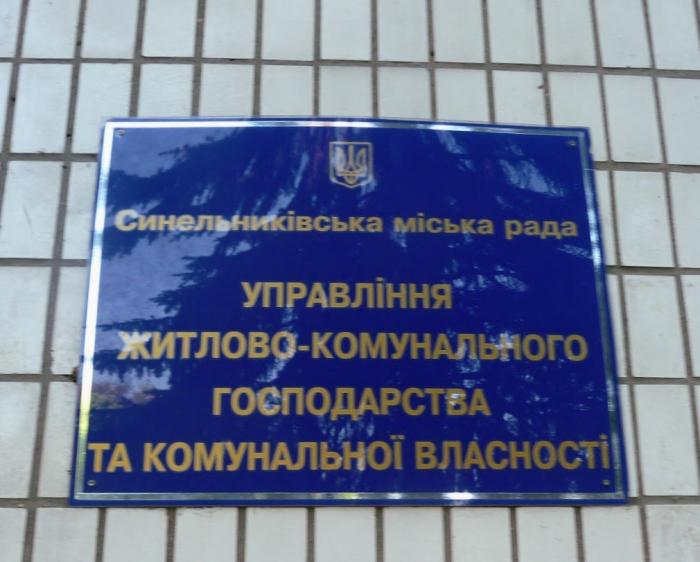 Синельниківська міська рада
УПРАВЛІННЯ
ЖИТЛОВО-КОМУНАЛЬНОГО
ГОСПОДАРСТВА
ТА КОМУНАЛЬНОЇ ВЛАСНОСТІ